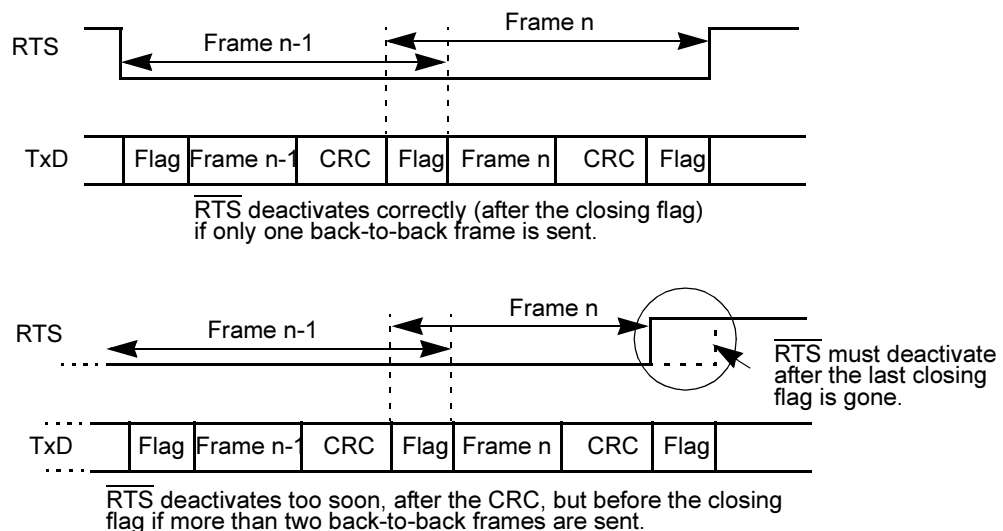 Frame n
RTS
Frame n-1
TxD
Flag
Frame n-1
CRC
Flag
Frame n
CRC
Flag
RTS deactivates correctly (after the closing flag)
if only one back-to-back frame is sent.
Frame n
RTS
Frame n-1
RTS must deactivate
after the last closing
flag is gone.
TxD
Flag
Frame n-1
CRC
Flag
Frame n
CRC
Flag
RTS deactivates too soon, after the CRC, but before the closing
flag if more than two back-to-back frames are sent.